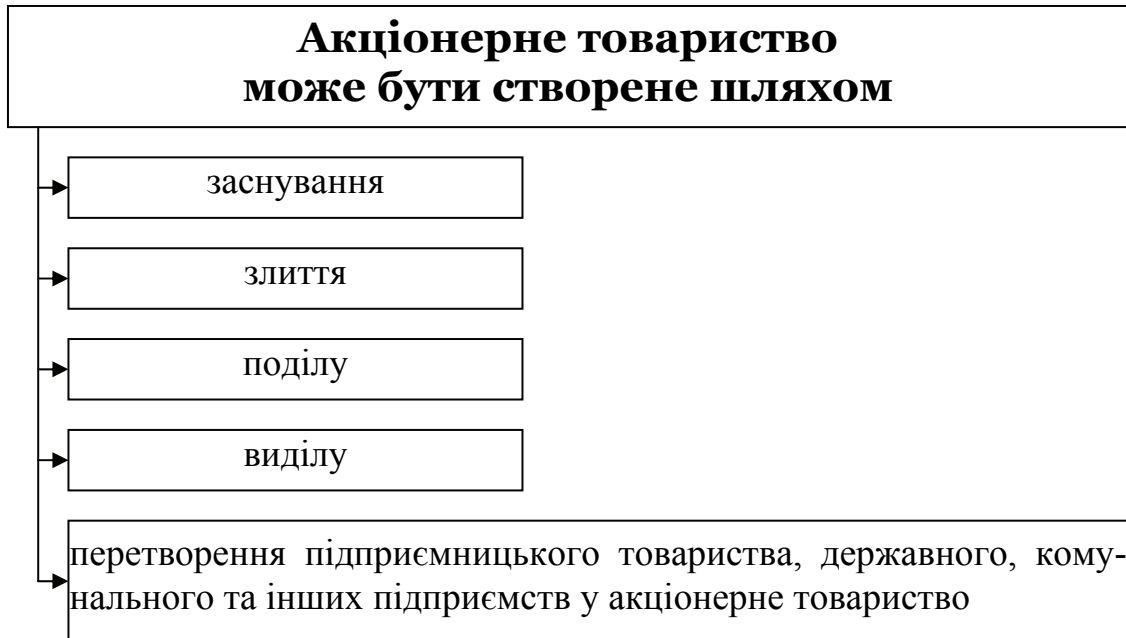 Акціонерне товариство
може бути створене шляхом
заснування
злиття
поділу
виділу
перетворення підприємницького товариства, державного, кому-
нального та інших підприємств у акціонерне товариство